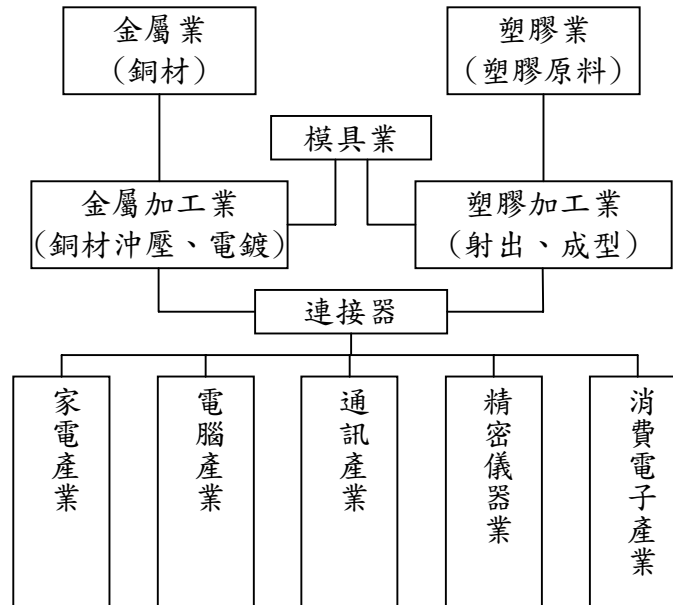 金屬業
(銅材)
塑膠業
(塑膠原料)
模具業
金屬加工業
(銅材沖壓、電鍍)
塑膠加工業
(射出、成型)
連接器
家電產業
電腦產業
通訊產業
精密儀器業
消費電子產業